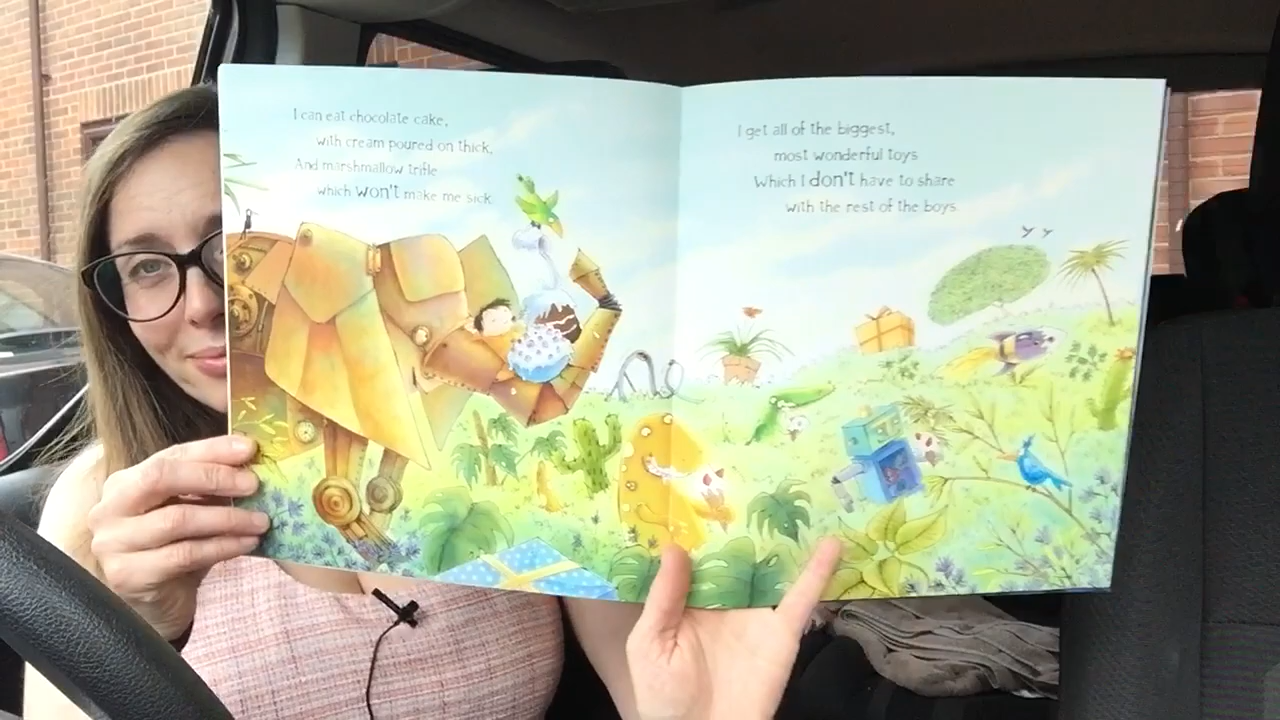 I can eat chocolate cake,
with cream poured on thick,
And marshmallow trifle
which won't make me sick.
I get all of the biggest,
most wonderful toys
Which I don't have to share
with the rest of the boys